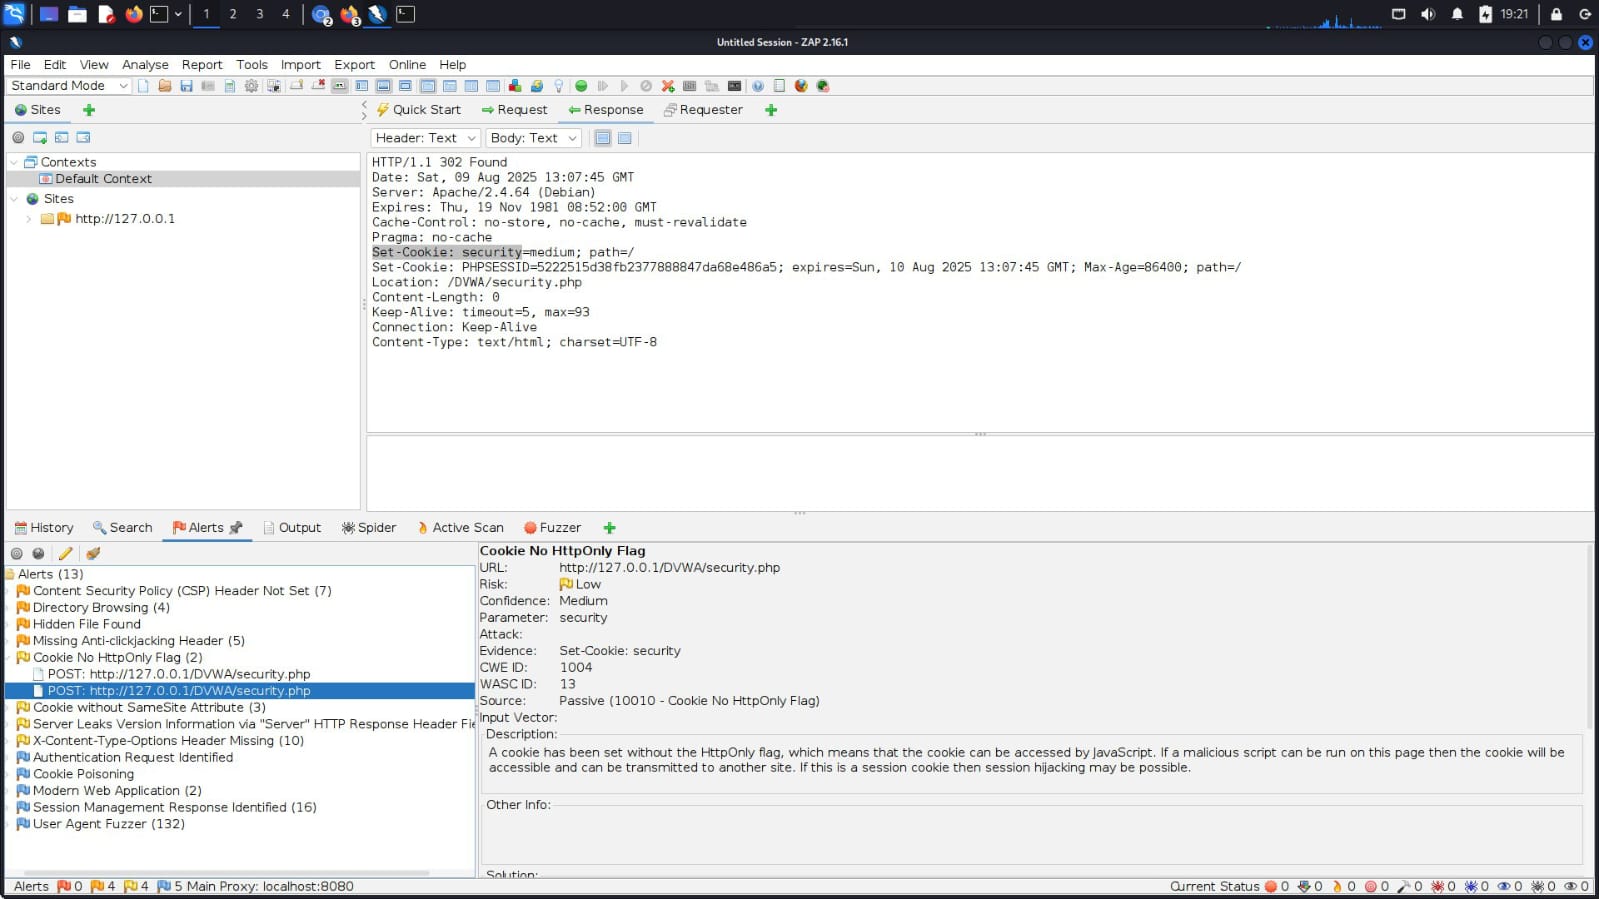 1 2 3 4 2 3 19:21
Untitled Session - ZAP 2.16.1
File Edit View Analyse Report Tools Import Export Online Help
Standard Mode
Sites
Quick Start Request Response Requester
Header: Text Body: Text
Contexts
Default Context
Sites
http://127.0.0.1
HTTP/1.1 302 Found
Date: Sat, 09 Aug 2025 13:07:45 GMT
Server: Apache/2.4.64 (Debian)
Expires: Thu, 19 Nov 1981 08:52:00 GMT
Cache-Control: no-store, no-cache, must-revalidate
Pragma: no-cache
Set-Cookie: security=medium; path=/
Set-Cookie: PHPSESSID=5222515d38fb2377888847da68e486a5; expires=Sun, 10 Aug 2025 13:07:45 GMT; Max-Age=86400; path=/
Location: /DVWA/security.php
Content-Length: 0
Keep-Alive: timeout=5, max=93
Connection: Keep-Alive
Content-Type: text/html; charset=UTF-8
History Search Alerts Output Spider Active Scan Fuzzer
Alerts (13)
Content Security Policy (CSP) Header Not Set (7)
Directory Browsing (4)
Hidden File Found
Missing Anti-clickjacking Header (5)
Cookie No HttpOnly Flag (2)
POST: http://127.0.0.1/DVWA/security.php
POST: http://127.0.0.1/DVWA/security.php
Cookie without SameSite Attribute (3)
Server Leaks Version Information via "Server" HTTP Response Header Fie
X-Content-Type-Options Header Missing (10)
Authentication Request Identified
Cookie Poisoning
Modern Web Application (2)
Session Management Response Identified (16)
User Agent Fuzzer (132)
Cookie No HttpOnly Flag
URL: http://127.0.0.1/DVWA/security.php
Risk: Low
Confidence: Medium
Parameter: security
Attack:
Evidence: Set-Cookie: security
CWE ID: 1004
WASC ID: 13
Source: Passive (10010 - Cookie No HttpOnly Flag)
Input Vector:
Description:
A cookie has been set without the HttpOnly flag, which means that the cookie can be accessed by JavaScript. If a malicious script can be run on this page then the cookie will be
accessible and can be transmitted to another site. If this is a session cookie then session hijacking may be possible.
Other Info:
Solution:
Alerts 0 4 4 5 Main Proxy: localhost:8080 Current Status 0 0 0 0 0 0 0 0 0 0